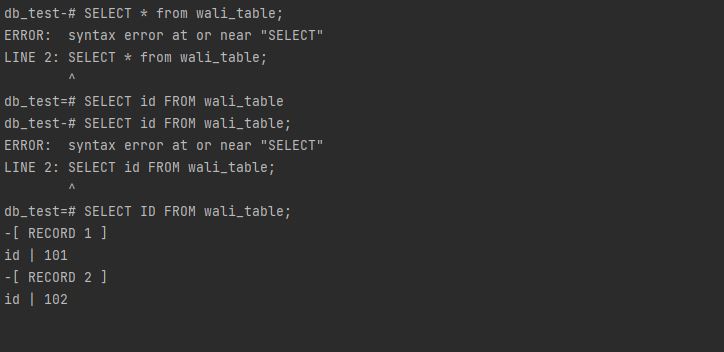 db_test-# SELECT * from wali_table;
ERROR:  syntax error at or near "SELECT"
LINE 2: SELECT * from wali_table;
        ^
db_test=# SELECT id FROM wali_table
db_test-# SELECT id FROM wali_table;
ERROR:  syntax error at or near "SELECT"
LINE 2: SELECT id FROM wali_table;
        ^
db_test=# SELECT ID FROM wali_table;
-[ RECORD 1 ]
id | 101
-[ RECORD 2 ]
id | 102